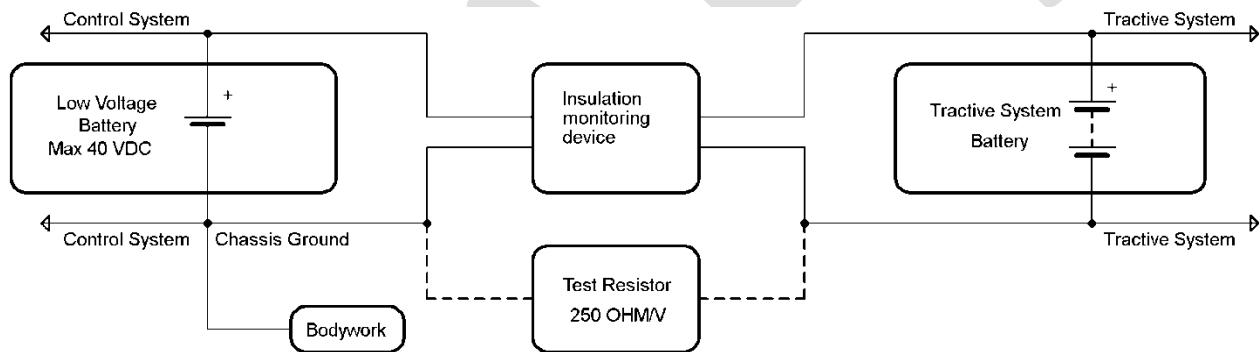 Control System
Tractive System
+
Low Voltage
Battery
Max 40 VDC
Insulation
monitoring
device
+
Tractive System
Battery
Control System
Chassis Ground
Tractive System
Test Resistor
250 OHM/V
Bodywork